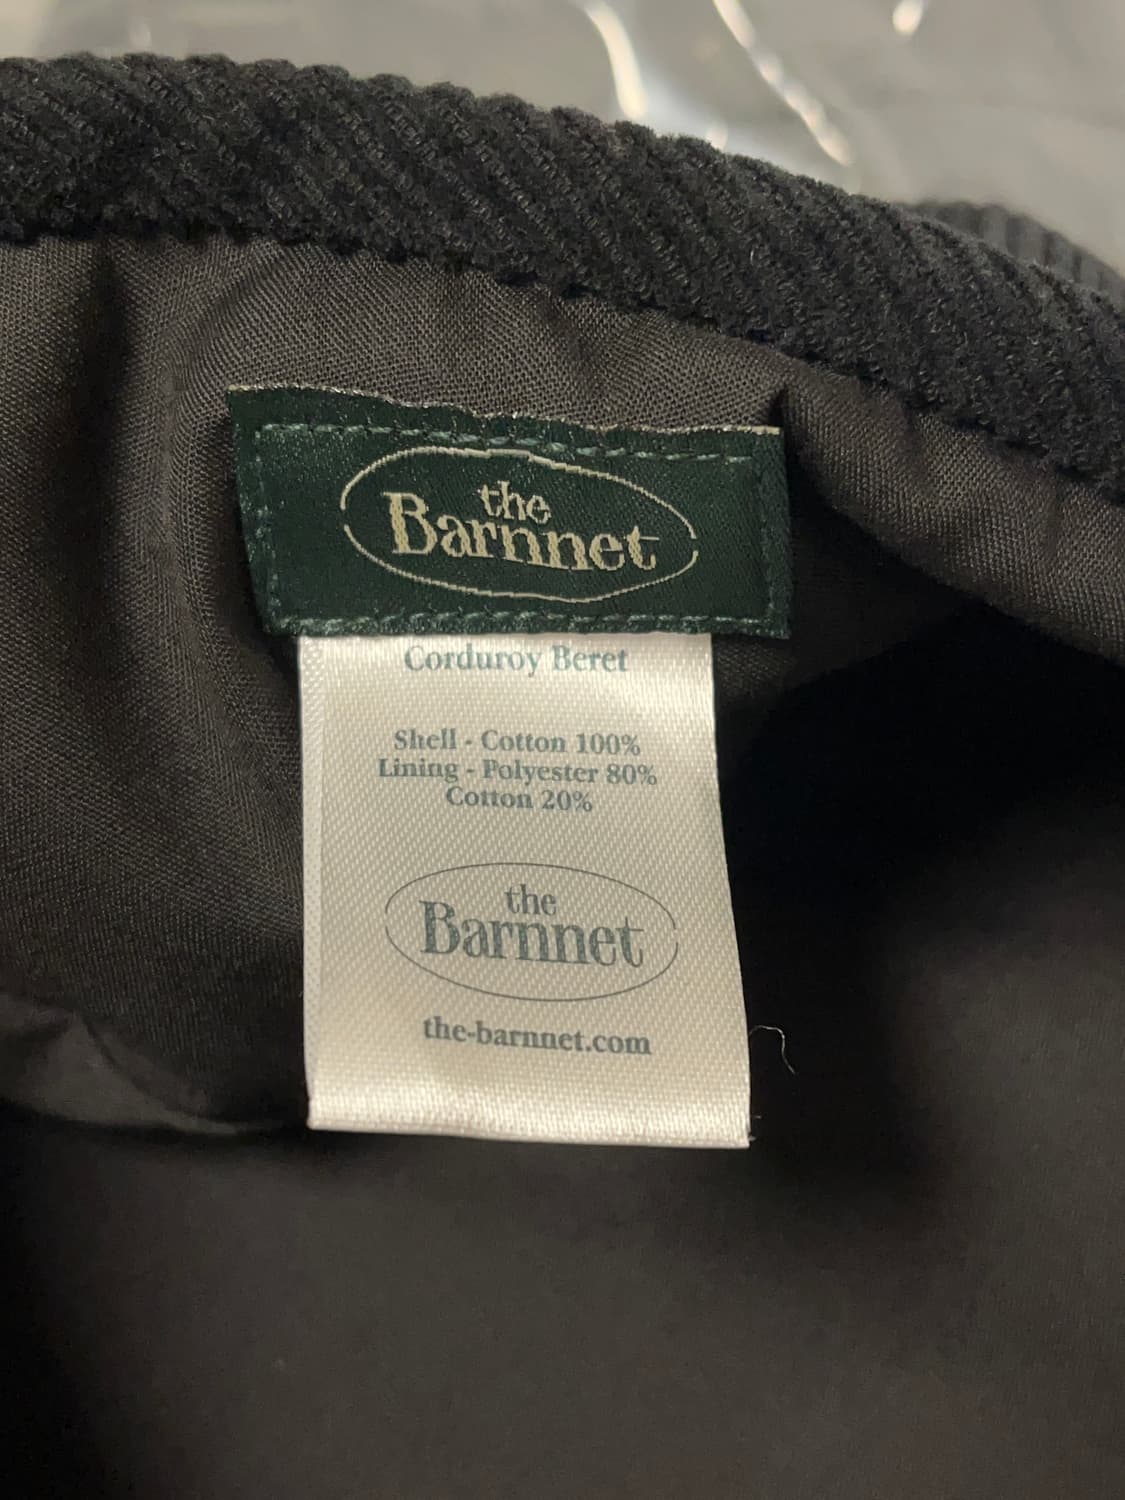 the
Barnnet
Corduroy Beret
Shell - Cotton 100%
Lining - Polyester 80%
Cotton 20%
the
Barnnet
the-barnnet.com